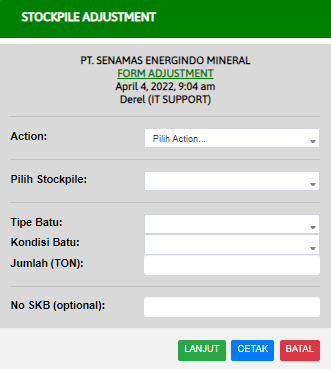 STOCKPILE ADJUSTMENT
PT. SENAMAS ENERGINDO MINERAL
FORM ADJUSTMENT
April 4, 2022, 9:04 am
Derel (IT SUPPORT)
Action: Pilih Action...
Pilih Stockpile:
Tipe Batu:
Kondisi Batu:
Jumlah (TON):
No SKB (optional):
LANJUT CETAK BATAL